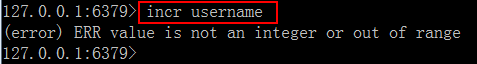 127.0.0.1:6379> incr username
(error) ERR value is not an integer or out of range
127.0.0.1:6379>